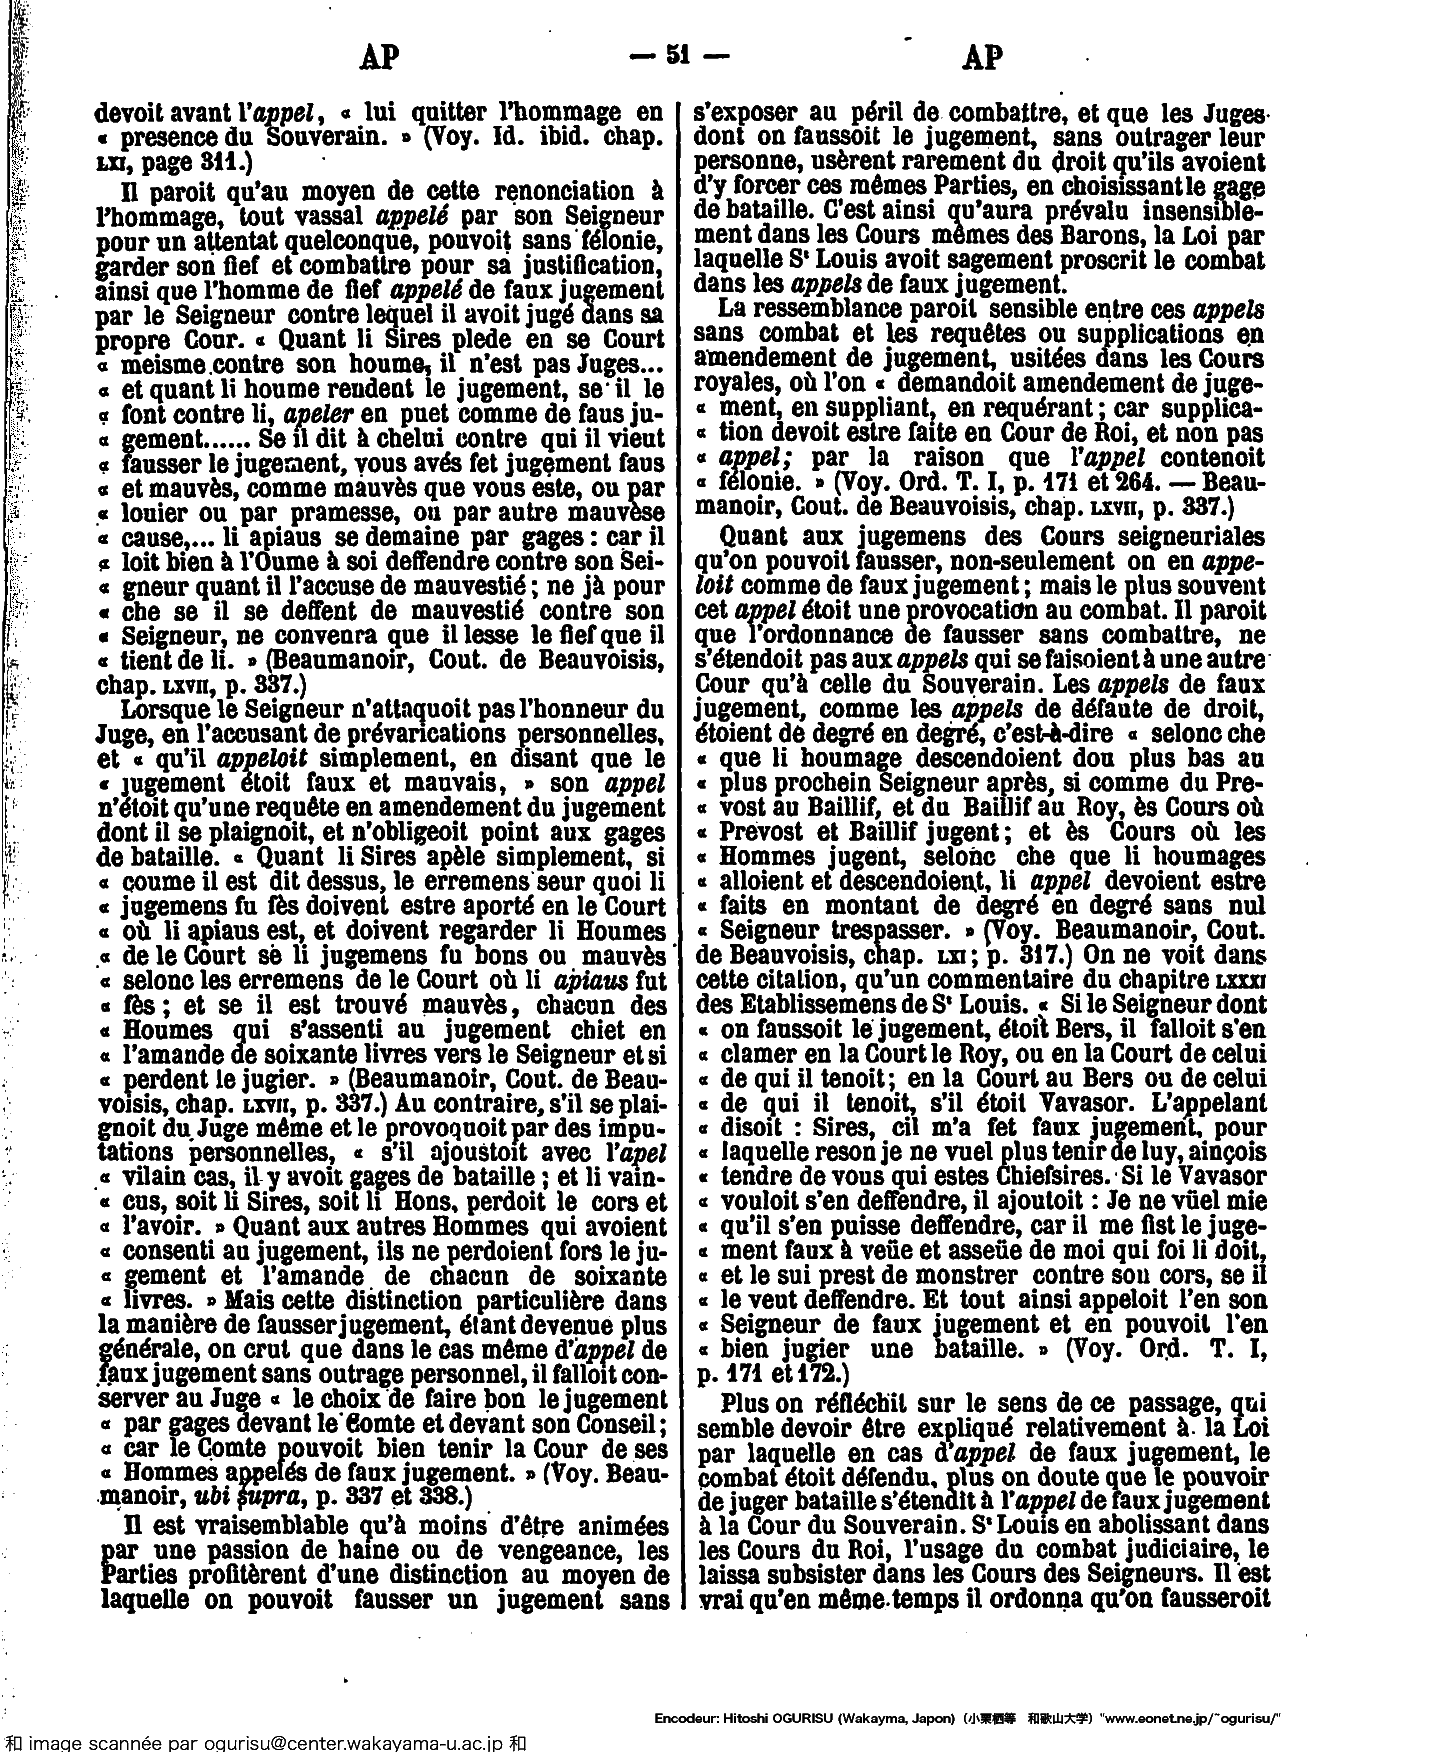 AP
— 51 —
AP
devoit avant l'appel, « lui quitter l'hommage en
« presence du Souverain. » (Voy. Id. ibid. chap.
LXI, page 311.)
Il paroit qu'au moyen de cette renonciation à
l'hommage, tout vassal appelé par son Seigneur
pour un attentat quelconque, pouvoit sans félonie,
garder son fief et combattre pour sa justification,
ainsi que l'homme de fief appelé de faux jugement
par le Seigneur contre lequel il avoit jugé dans sa
propre Cour. « Quant li Sires plede en se Court
« meisme contre son houme, il n'est pas Juges...
« et quant li houme rendent le jugement, se il le
« font contre li, apeler en puet comme de faus ju-
« gement...... Se il dit à chelui contre qui il vieut
« fausser le jugement, vous avés fet jugement faus
« et mauvès, comme mauvès que vous este, ou par
« louier ou par pramesse, ou par autre mauvèse
« cause,... li apiaus se demaine par gages : car il
« loit bien à l'Oume à soi deffendre contre son Sei-
« gneur quant il l'accuse de mauvestié ; ne jà pour
« che se il se deffent de mauvestié contre son
« Seigneur, ne convenra que il lesse le fief que il
« tient de li. » (Beaumanoir, Cout. de Beauvoisis,
chap. LXVII, p. 337.)
Lorsque le Seigneur n'attaquoit pas l'honneur du
Juge, en l'accusant de prévarications personnelles,
et « qu'il appeloit simplement, en disant que le
« jugement étoit faux et mauvais, » son appel
n'étoit qu'une requête en amendement du jugement
dont il se plaignoit, et n'obligeoit point aux gages
de bataille. « Quant li Sires apèle simplement, si
« coume il est dit dessus, le erremens seur quoi li
« jugemens fu fès doivent estre aporté en le Court
« où li apiaus est, et doivent regarder li Houmes
« de le Court se li jugemens fu bons ou mauvès
« selonc les erremens de le Court où li apiaus fut
« fès ; et se il est trouvé mauvès, chacun des
« Houmes qui s'assenti au jugement chiet en
« l'amande de soixante livres vers le Seigneur et si
« perdent le jugier. » (Beaumanoir, Cout. de Beau-
voisis, chap. LXVII, p. 337.) Au contraire, s'il se plai-
gnoit du Juge même et le provoquoit par des impu-
tations personnelles, « s'il ajoustoit avec l'apel
« vilain cas, il y avoit gages de bataille ; et li vain-
« cus, soit li Sires, soit li Hons, perdoit le cors et
« l'avoir. » Quant aux autres Hommes qui avoient
« consenti au jugement, ils ne perdoient fors le ju-
« gement et l'amande de chacun de soixante
« livres. » Mais cette distinction particulière dans
la manière de fausser jugement, étant devenue plus
générale, on crut que dans le cas même d'appel de
faux jugement sans outrage personnel, il falloit con-
server au Juge « le choix de faire bon le jugement
« par gages devant le Comte et devant son Conseil ;
« car le Comte pouvoit bien tenir la Cour de ses
« Hommes appelés de faux jugement. » (Voy. Beau-
manoir, ubi supra, p. 337 et 338.)
Il est vraisemblable qu'à moins d'être animées
par une passion de haine ou de vengeance, les
Parties profitèrent d'une distinction au moyen de
laquelle on pouvoit fausser un jugement sans
s'exposer au péril de combattre, et que les Juges
dont on faussoit le jugement, sans outrager leur
personne, usèrent rarement du droit qu'ils avoient
d'y forcer ces mêmes Parties, en choisissant le gage
de bataille. C'est ainsi qu'aura prévalu insensible-
ment dans les Cours mêmes des Barons, la Loi par
laquelle St Louis avoit sagement proscrit le combat
dans les appels de faux jugement.
La ressemblance paroit sensible entre ces appels
sans combat et les requêtes ou supplications en
amendement de jugement, usitées dans les Cours
royales, où l'on « demandoit amendement de juge-
« ment, en suppliant, en requérant ; car supplica-
« tion devoit estre faite en Cour de Roi, et non pas
« appel ; par la raison que l'appel contenoit
« félonie. » (Voy. Ord. T. I, p. 171 et 264. — Beau-
manoir, Cout. de Beauvoisis, chap. LXVII, p. 337.)
Quant aux jugemens des Cours seigneuriales
qu'on pouvoit fausser, non-seulement on en appe-
loit comme de faux jugement ; mais le plus souvent
cet appel étoit une provocation au combat. Il paroit
que l'ordonnance de fausser sans combattre, ne
s'étendoit pas aux appels qui se faisoient à une autre
Cour qu'à celle du Souverain. Les appels de faux
jugement, comme les appels de défaute de droit,
étoient de degré en degré, c'est-à-dire « selonc che
« que li houmage descendoient dou plus bas au
« plus prochein Seigneur après, si comme du Pre-
« vost au Baillif, et du Baillif au Roy, ès Cours où
« Prevost et Baillif jugent ; et ès Cours où les
« Hommes jugent, selonc che que li houmages
« alloient et descendoient, li appel devoient estre
« faits en montant de degré en degré sans nul
« Seigneur trespasser. » (Voy. Beaumanoir, Cout.
de Beauvoisis, chap. LXI ; p. 317.) On ne voit dans
cette citation, qu'un commentaire du chapitre LXXXI
des Etablissemens de St Louis. « Si le Seigneur dont
« on faussoit le jugement, étoit Bers, il falloit s'en
« clamer en la Court le Roy, ou en la Court de celui
« de qui il tenoit ; en la Court au Bers ou de celui
« de qui il tenoit, s'il étoit Vavasor. L'appelant
« disoit : Sires, cil m'a fet faux jugement, pour
« laquelle reson je ne vuel plus tenir de luy, ainçois
« tendre de vous qui estes Chiefsires. Si le Vavasor
« vouloit s'en deffendre, il ajoutoit : Je ne vüel mie
« qu'il s'en puisse deffendre, car il me fist le juge-
« ment faux à veüe et asseüe de moi qui foi li doit,
« et le sui prest de monstrer contre sou cors, se il
« le veut deffendre. Et tout ainsi appeloit l'en son
« Seigneur de faux jugement et en pouvoit l'en
« bien jugier une bataille. » (Voy. Ord. T. I,
p. 171 et 172.)
Plus on réfléchit sur le sens de ce passage, qui
semble devoir être expliqué relativement à la Loi
par laquelle en cas d'appel de faux jugement, le
combat étoit défendu, plus on doute que le pouvoir
de juger bataille s'étendît à l'appel de faux jugement
à la Cour du Souverain. St Louis en abolissant dans
les Cours du Roi, l'usage du combat judiciaire, le
laissa subsister dans les Cours des Seigneurs. Il est
vrai qu'en même temps il ordonna qu'on fausseroit
Encodeur: Hitoshi OGURISU (Wakayma, Japon)（小栗栖等　和歌山大学）"www.eonet.ne.jp/~ogurisu/"
和 image scannée par ogurisu@center.wakayama-u.ac.jp 和